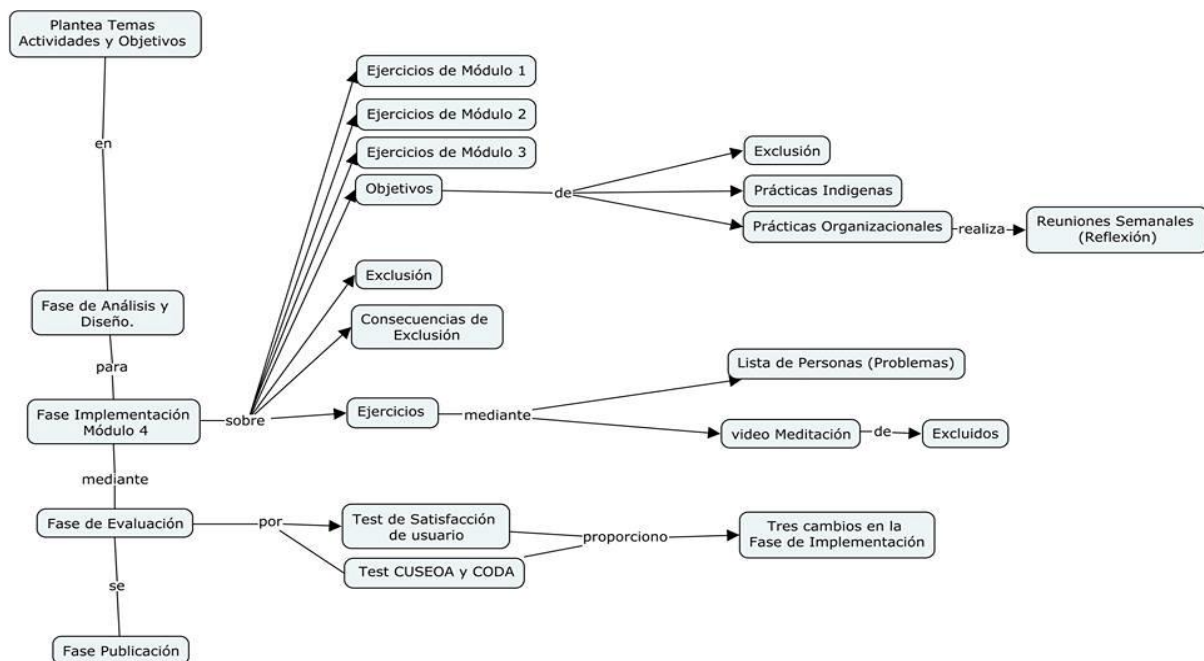 Plantea Temas
Actividades y Objetivos
en
Fase de Análisis y
Diseño.
para
Fase Implementación
Módulo 4
sobre
Ejercicios de Módulo 1
Ejercicios de Módulo 2
Ejercicios de Módulo 3
Objetivos
de
Exclusión
Prácticas Indigenas
Prácticas Organizacionales
realiza
Reuniones Semanales
(Reflexión)
Exclusión
Consecuencias de
Exclusión
Ejercicios
mediante
Lista de Personas (Problemas)
video Meditación
de
Excluidos
mediante
Fase de Evaluación
por
Test de Satisfacción
de usuario
Test CUSEOA y CODA
proporciono
Tres cambios en la
Fase de Implementación
se
Fase Publicación